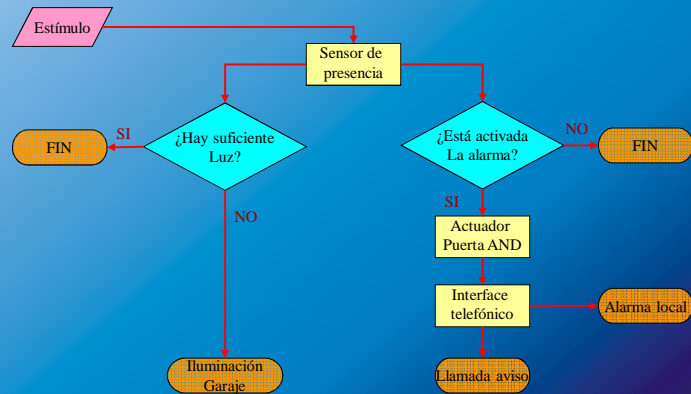 Estímulo
Sensor de
presencia
¿Hay suficiente
Luz?
SI
FIN
NO
Iluminación
Garaje
¿Está activada
La alarma?
NO
FIN
SI
Actuador
Puerta AND
Interface
telefónico
Alarma local
Llamada aviso